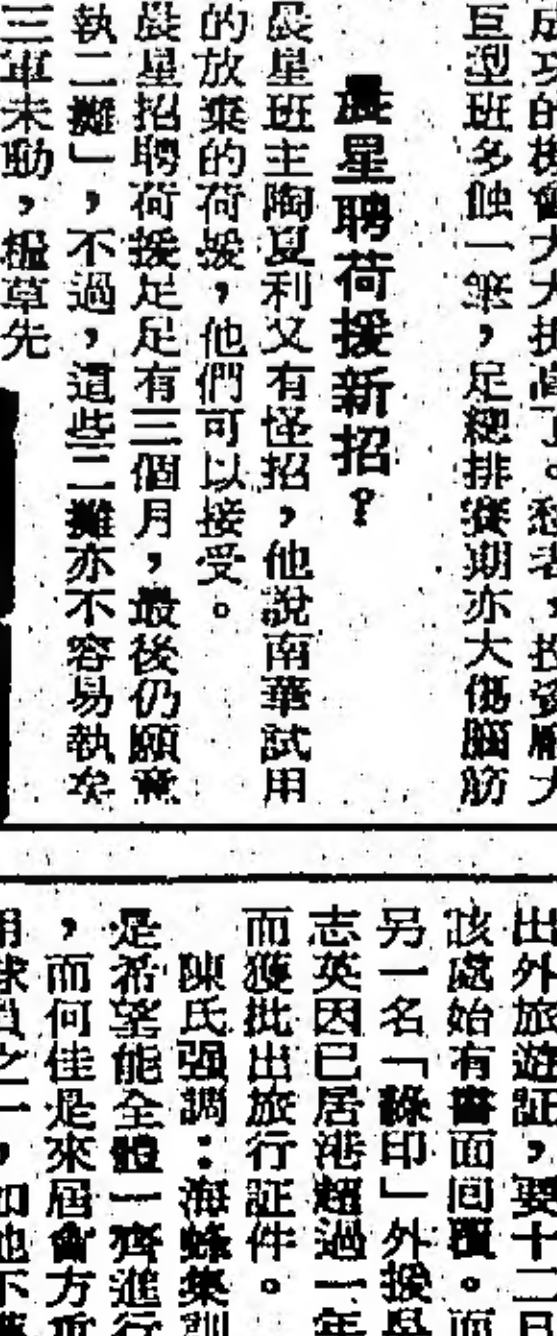 成功的機會大大提高了。愁者，投資
巨型班多蝕一筆，足總排賽期亦大傷腦筋
晨星聘荷援新招？
晨星班主陶夏利又有怪招，他說南華試用
的放棄的荷援，他們可以接受。
晨星招聘荷援足足有三個月，最後仍願意
執二攤」，不過，這些二攤亦不容易執矣
三軍未動，糧草先
出外旅遊証，要十二日
該處始有書面回覆。而
另一名「綠印」外援吳
志英因已居港超過一年
而獲批出旅行証件。
陳氏强調：海蜂集訓
是希望能全體一齊進行
，而何佳是來屆會方重
用球員之一，如他不